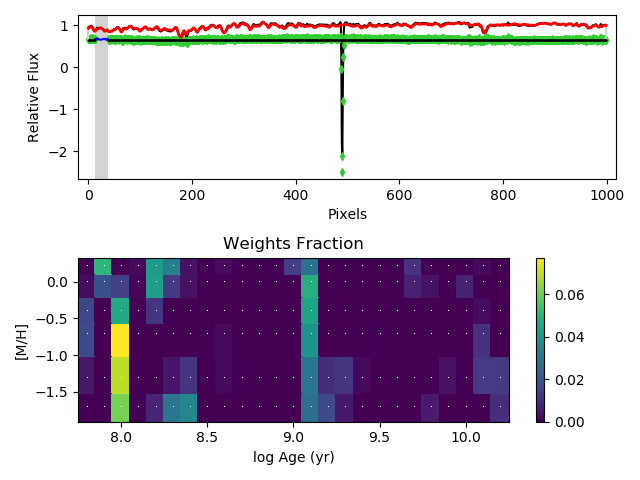 1
0
−1
−2
Relative Flux
0 200 400 600 800 1000
Pixels
Weights Fraction
0.0
−0.5
−1.0
−1.5
[M/H]
8.0 8.5 9.0 9.5 10.0
log Age (yr)
0.06
0.04
0.02
0.00